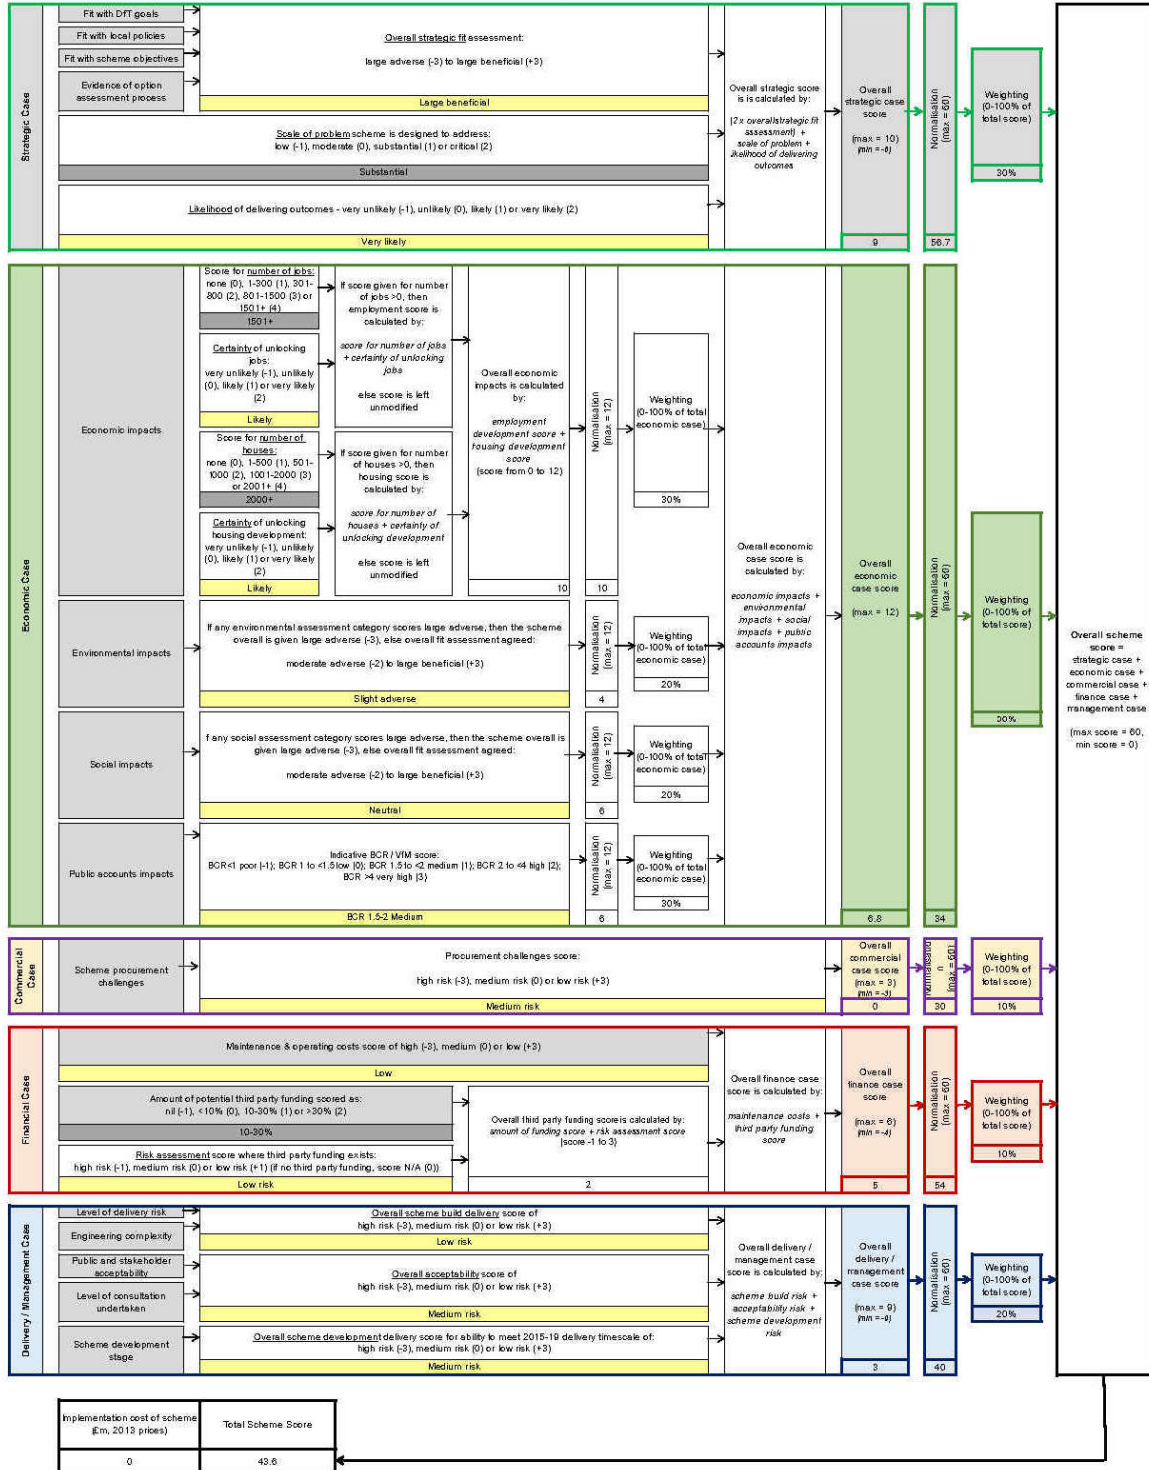 Strategic Case
Fit with DfT goals
Fit with local policies
Fit with scheme objectives
Evidence of option
assessment process
Overall strategic fit assessment:
large adverse (-3) to large beneficial (+3)
Large beneficial
Scale of problem scheme is designed to address:
low (-1), moderate (0), substantial (1) or critical (2)
Substantial
Likelihood of delivering outcomes - very unlikely (-1), unlikely (0), likely (1) or very likely (2)
Very likely
Overall strategic score
is is calculated by:
(2 x overall strategic fit
assessment) +
scale of problem +
likelihood of delivering
outcomes
Overall
strategic case
score
(max = 10)
(min = -6)
9
Normalisation
(max = 60)
56.7
Weighting
(0-100% of
total score)
30%
Economic Case
Economic impacts
Score for number of jobs:
none (0), 1-300 (1), 301-
800 (2), 801-1500 (3) or
1501+ (4)
1501+
Certainty of unlocking
jobs:
very unlikely (-1), unlikely
(0), likely (1) or very likely
(2)
Likely
Score for number of
houses:
none (0), 1-500 (1), 501-
1000 (2), 1001-2000 (3)
or 2001+ (4)
2000+
Certainty of unlocking
housing development:
very unlikely (-1), unlikely
(0), likely (1) or very likely
(2)
Likely
If score given for number
of jobs >0, then
employment score is
calculated by:
score for number of jobs
+ certainty of unlocking
jobs
else score is left
unmodified
If score given for number
of houses >0, then
housing score is
calculated by:
score for number of
houses + certainty of
unlocking development
else score is left
unmodified
Overall economic
impacts is calculated
by:
employment
development score +
housing development
score
(score from 0 to 12)
10
Normalisation
(max = 12)
10
Weighting
(0-100% of total
economic case)
30%
Environmental impacts
If any environmental assessment category scores large adverse, then the scheme
overall is given large adverse (-3), else overall fit assessment agreed:
moderate adverse (-2) to large beneficial (+3)
Slight adverse
Normalisation
(max = 12)
4
Weighting
(0-100% of total
economic case)
20%
Social impacts
f any social assessment category scores large adverse, then the scheme overall is
given large adverse (-3), else overall fit assessment agreed:
moderate adverse (-2) to large beneficial (+3)
Neutral
Normalisation
(max = 12)
6
Weighting
(0-100% of total
economic case)
20%
Public accounts impacts
Indicative BCR / VfM score:
BCR<1 poor (-1); BCR 1 to <1.5 low (0); BCR 1.5 to <2 medium (1); BCR 2 to <4 high (2);
BCR >4 very high (3)
BCR 1.5-2 Medium
Normalisation
(max = 12)
6
Weighting
(0-100% of total
economic case)
30%
Overall economic
case score is
calculated by:
economic impacts +
environmental
impacts + social
impacts + public
accounts impacts
Overall
economic
case score
(max = 12)
6.8
Normalisation
(max = 60)
34
Weighting
(0-100% of
total score)
30%
Commercial
Case
Scheme procurement
challenges
Procurement challenges score:
high risk (-3), medium risk (0) or low risk (+3)
Medium risk
Overall
commercial
case score
(max = 3)
(min = -3)
0
Normalisatio
n
(max = 60)
30
Weighting
(0-100% of
total score)
10%
Financial Case
Maintenance & operating costs score of high (-3), medium (0) or low (+3)
Low
Amount of potential third party funding scored as:
nil (-1), <10% (0), 10-30% (1) or >30% (2)
10-30%
Risk assessment score where third party funding exists:
high risk (-1), medium risk (0) or low risk (+1) (if no third party funding, score N/A (0))
Low risk
Overall third party funding score is calculated by:
amount of funding score + risk assessment score
(score -1 to 3)
2
Overall finance case
score is calculated by:
maintenance costs +
third party funding
score
Overall
finance case
score
(max = 6)
(min = -4)
5
Normalisation
(max = 60)
54
Weighting
(0-100% of
total score)
10%
Delivery / Management Case
Level of delivery risk
Engineering complexity
Public and stakeholder
acceptability
Level of consultation
undertaken
Scheme development
stage
Overall scheme build delivery score of
high risk (-3), medium risk (0) or low risk (+3)
Low risk
Overall acceptability score of
high risk (-3), medium risk (0) or low risk (+3)
Medium risk
Overall scheme development delivery score for ability to meet 2015-19 delivery timescale of:
high risk (-3), medium risk (0) or low risk (+3)
Medium risk
Overall delivery /
management case
score is calculated by:
scheme build risk +
acceptability risk +
scheme development
risk
Overall
delivery /
management
case score
(max = 9)
(min = -9)
3
Normalisation
(max = 60)
40
Weighting
(0-100% of
total score)
20%
Overall scheme
score =
strategic case +
economic case +
commercial case +
finance case +
management case
(max score = 60,
min score = 0)
Implementation cost of scheme
(£m, 2013 prices)
0
Total Scheme Score
43.6